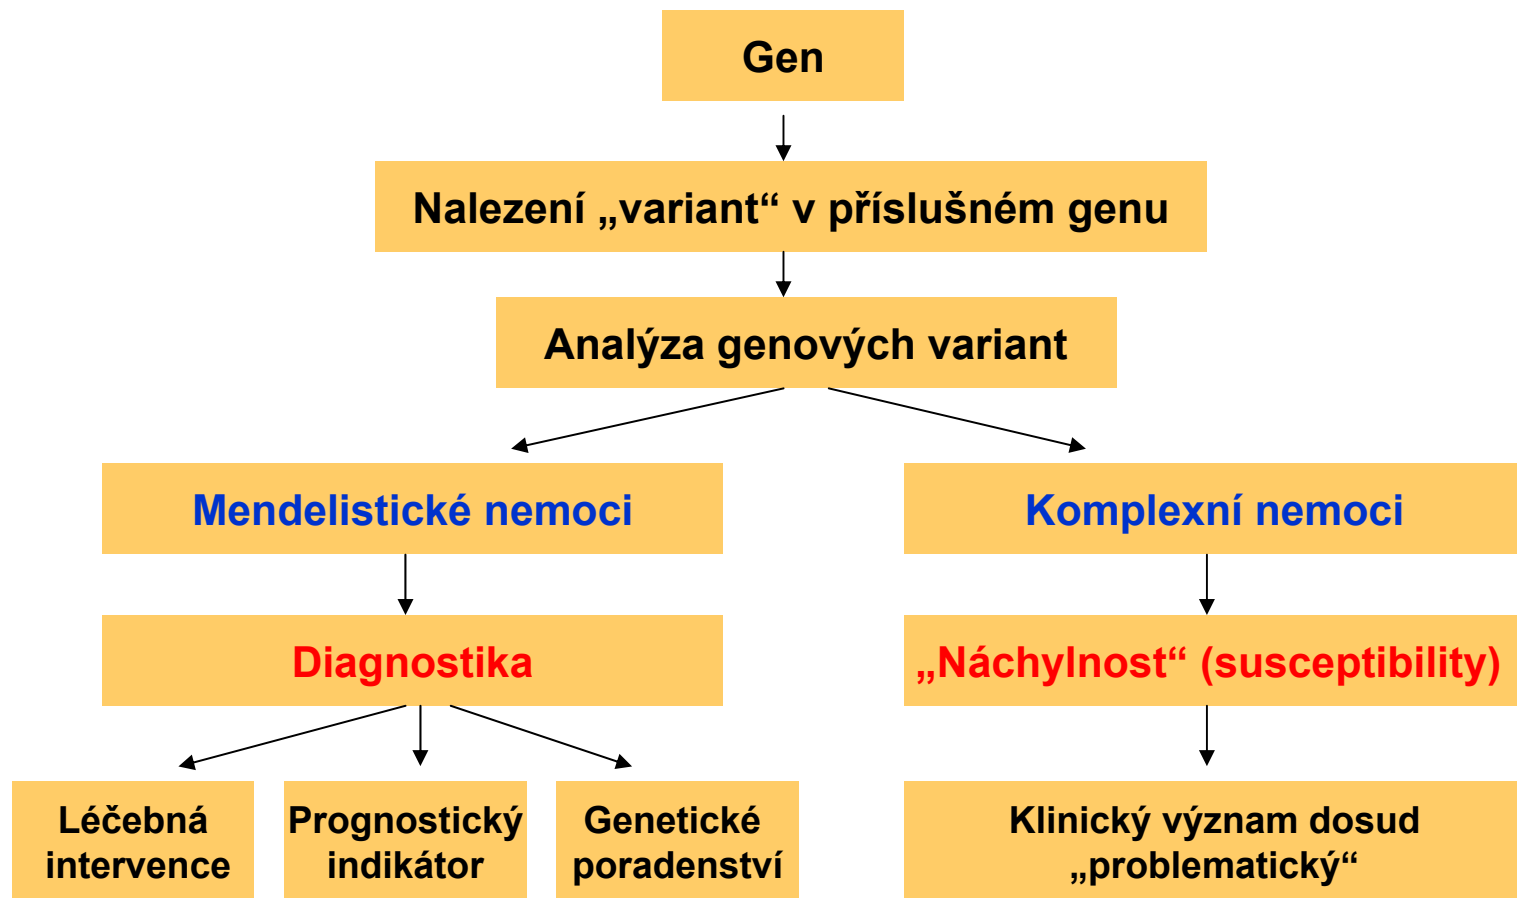 Gen
Nalezení „variant“ v příslušném genu
Analýza genových variant
Mendelistické nemoci
Komplexní nemoci
Diagnostika
„Náchylnost“ (susceptibility)
Léčebná
intervence
Prognostický
indikátor
Genetické
poradenství
Klinický význam dosud
„problematický“